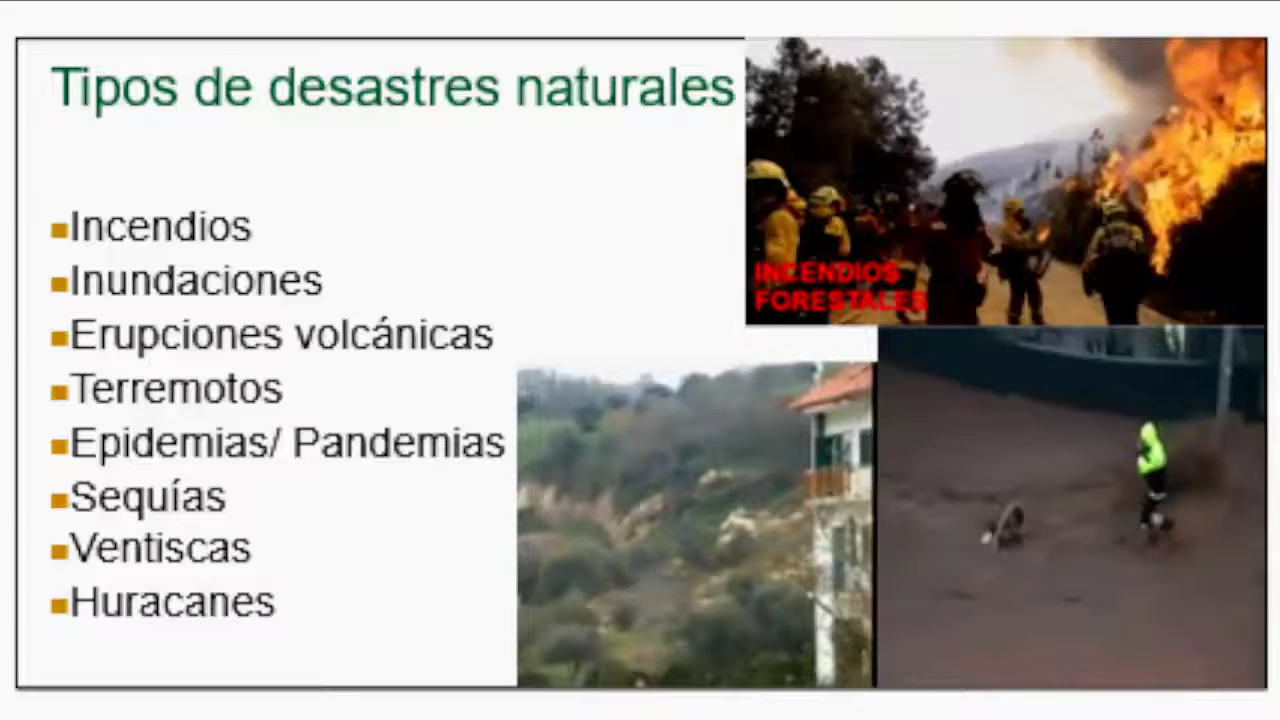 Tipos de desastres naturales
Incendios
Inundaciones
Erupciones volcánicas
Terremotos
Epidemias/ Pandemias
Sequías
Ventiscas
Huracanes
INCENDIOS
FORESTALES